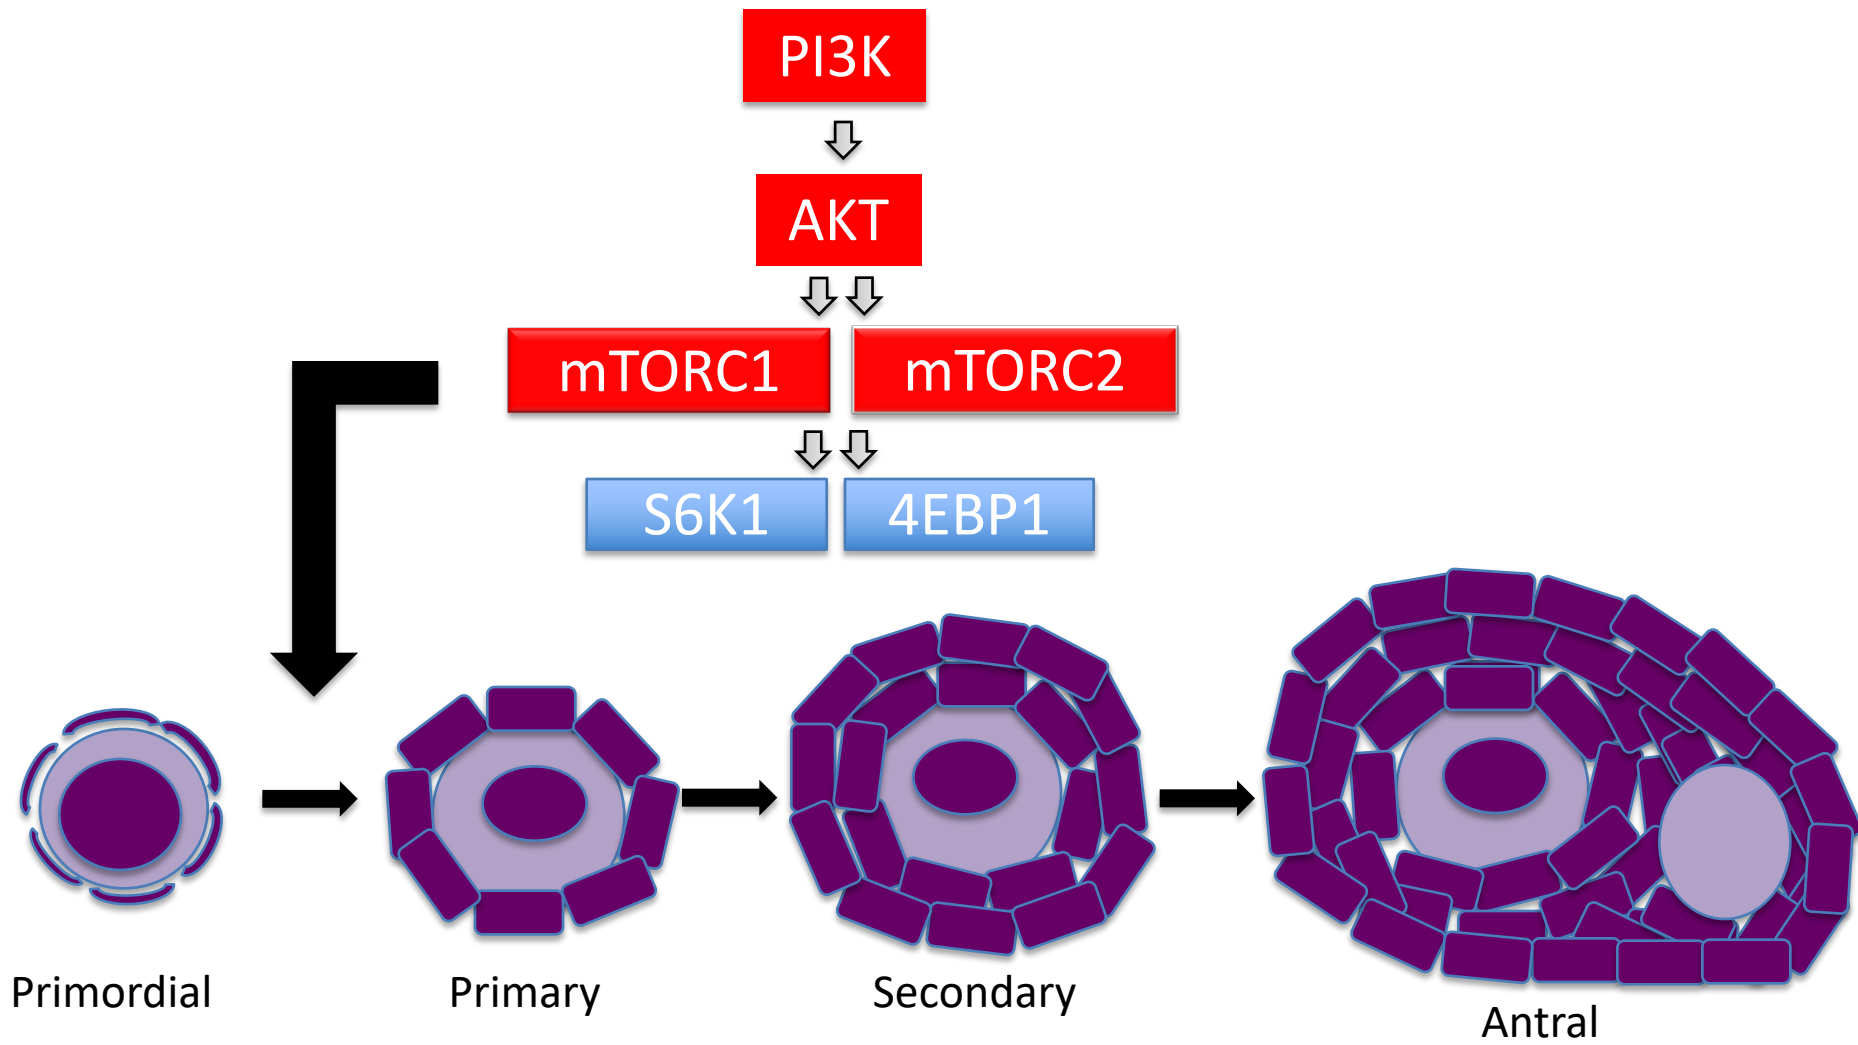 PI3K
AKT
mTORC1
mTORC2
S6K1
4EBP1
Primordial
Primary
Secondary
Antral